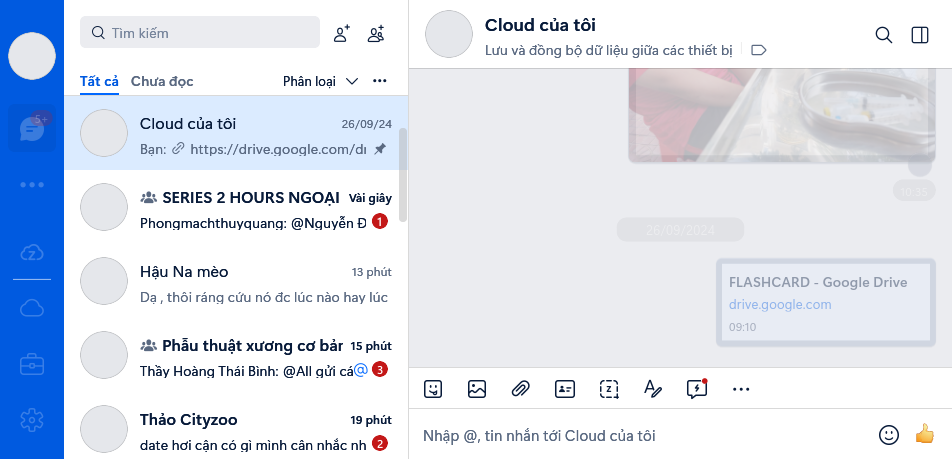 5+
Tìm kiếm
Tất cả
Chưa đọc
Phân loại
Cloud của tôi
26/09/24
Bạn: https://drive.google.com/
SERIES 2 HOURS NGOẠI
Vài giây
Phongmachthuyquang: @Nguyễn Đ
1
Hậu Na mèo
13 phút
Dạ , thôi ráng cứu nó đc lúc nào hay lúc
Phẫu thuật xương cơ bản
15 phút
Thầy Hoàng Thái Bình: @All gửi cá
@
3
Thảo Cityzoo
19 phút
date hơi cận có gì mình cân nhắc nh
2
Cloud của tôi
Lưu và đồng bộ dữ liệu giữa các thiết bị
10:35
26/09/2024
FLASHCARD - Google Drive
drive.google.com
09:10
Nhập @, tin nhắn tới Cloud của tôi